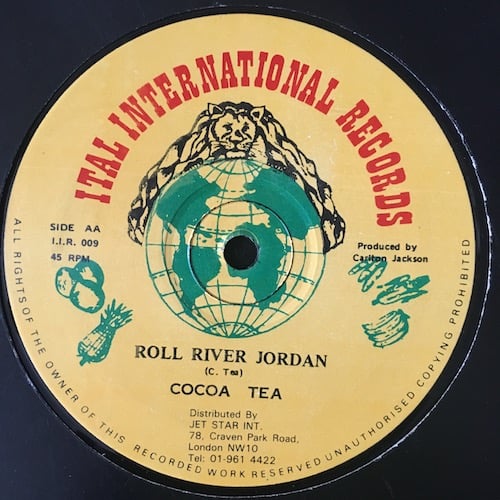 ITAL INTERNATIONAL RECORDS
SIDE AA
I.I.R. 009
45 RPM
Produced by
Carlton Jackson
ROLL RIVER JORDAN
(C. Tea)
COCOA TEA
Distributed By
JET STAR INT.
78, Craven Park Road,
London NW10
Tel: 01-961 4422
ALL RIGHTS OF THE OWNER OF THIS RECORDED WORK RESERVED UNAUTHORISED COPYING PROHIBITED